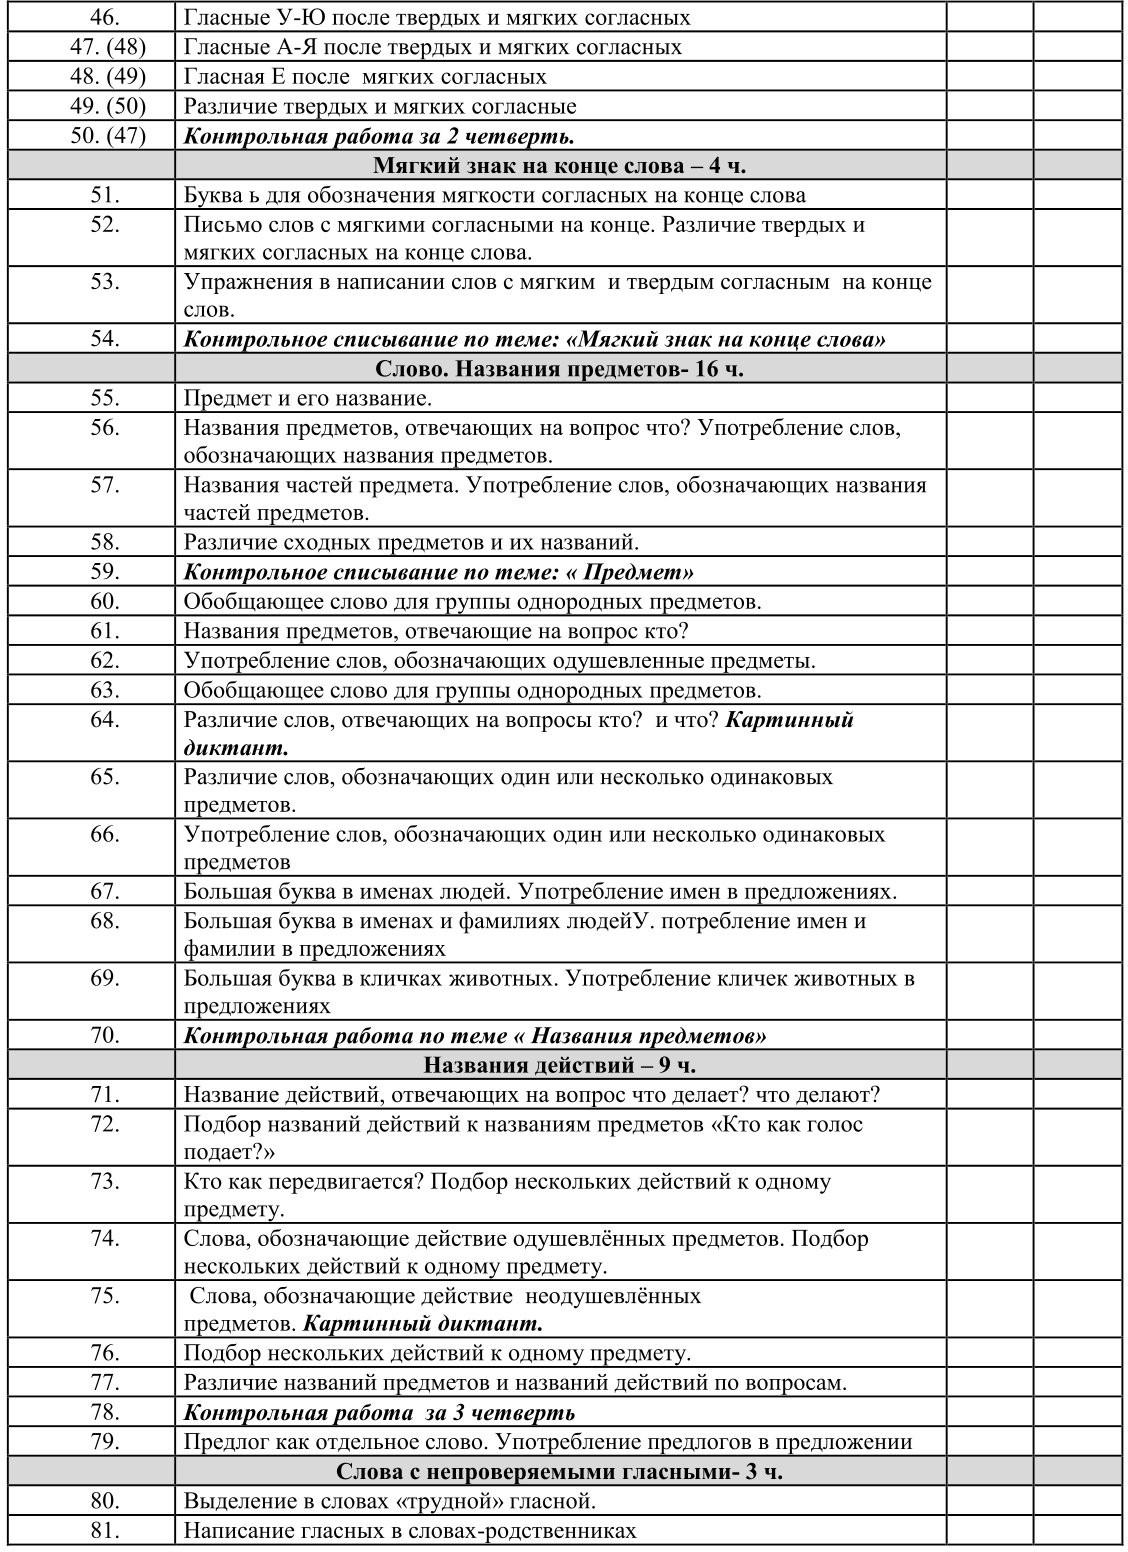 46. Гласные У-Ю после твердых и мягких согласных
47. (48) Гласные А-Я после твердых и мягких согласных
48. (49) Гласная Е после  мягких согласных
49. (50) Различие твердых и мягких согласные
50. (47) Контрольная работа за 2 четверть.
Мягкий знак на конце слова – 4 ч.
51. Буква ь для обозначения мягкости согласных на конце слова
52. Письмо слов с мягкими согласными на конце. Различие твердых и
мягких согласных на конце слова.
53. Упражнения в написании слов с мягким  и твердым согласным  на конце
слов.
54. Контрольное списывание по теме: «Мягкий знак на конце слова»
Слово. Названия предметов- 16 ч.
55. Предмет и его название.
56. Названия предметов, отвечающих на вопрос что? Употребление слов,
обозначающих названия предметов.
57. Названия частей предмета. Употребление слов, обозначающих названия
частей предметов.
58. Различие сходных предметов и их названий.
59. Контрольное списывание по теме: « Предмет»
60. Обобщающее слово для группы однородных предметов.
61. Названия предметов, отвечающие на вопрос кто?
62. Употребление слов, обозначающих одушевленные предметы.
63. Обобщающее слово для группы однородных предметов.
64. Различие слов, отвечающих на вопросы кто?  и что? Картинный
диктант.
65. Различие слов, обозначающих один или несколько одинаковых
предметов.
66. Употребление слов, обозначающих один или несколько одинаковых
предметов
67. Большая буква в именах людей. Употребление имен в предложениях.
68. Большая буква в именах и фамилиях людейУ. потребление имен и
фамилии в предложениях
69. Большая буква в кличках животных. Употребление кличек животных в
предложениях
70. Контрольная работа по теме « Названия предметов»
Названия действий – 9 ч.
71. Название действий, отвечающих на вопрос что делает? что делают?
72. Подбор названий действий к названиям предметов «Кто как голос
подает?»
73. Кто как передвигается? Подбор нескольких действий к одному
предмету.
74. Слова, обозначающие действие одушевлённых предметов. Подбор
нескольких действий к одному предмету.
75. Слова, обозначающие действие  неодушевлённых
предметов. Картинный диктант.
76. Подбор нескольких действий к одному предмету.
77. Различие названий предметов и названий действий по вопросам.
78. Контрольная работа  за 3 четверть
79. Предлог как отдельное слово. Употребление предлогов в предложении
Слова с непроверяемыми гласными- 3 ч.
80. Выделение в словах «трудной» гласной.
81. Написание гласных в словах-родственниках